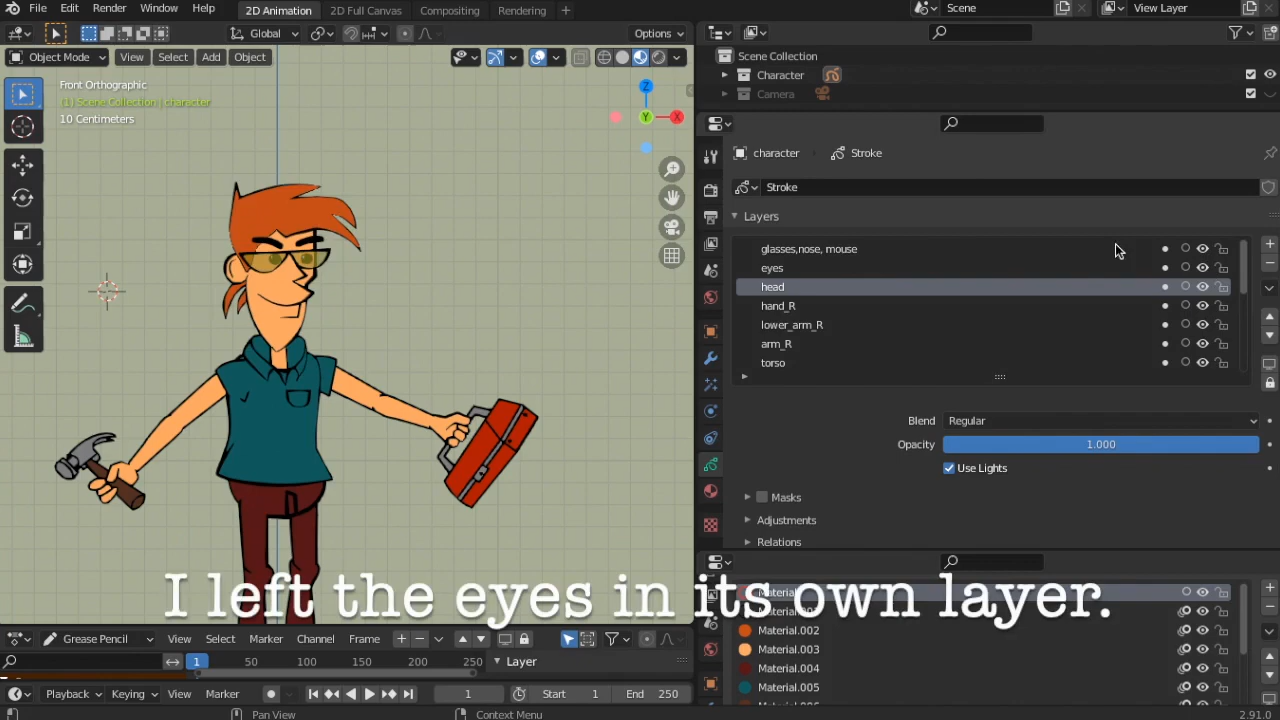 File Edit Render Window Help 2D Animation 2D Full Canvas Compositing Rendering + Scene View Layer
Global Options
Object Mode View Select Add Object
Scene Collection
Character
Camera
Front Orthographic
(1) Scene Collection | character
10 Centimeters
Z
Y
X
character Stroke
Stroke
Layers
glasses,nose, mouse
eyes
head
hand_R
lower_arm_R
arm_R
torso
Blend Regular
Opacity 1.000
Use Lights
Masks
Adjustments
Relations
I left the eyes in its own layer.
Material.002
Material.003
Material.004
Material.005
Grease Pencil View Select Marker Channel Frame
1 50 100 150 200 250 Layer
Playback Keying View Marker 1 Start 1 End 250
Pan View Context Menu 2.91.0